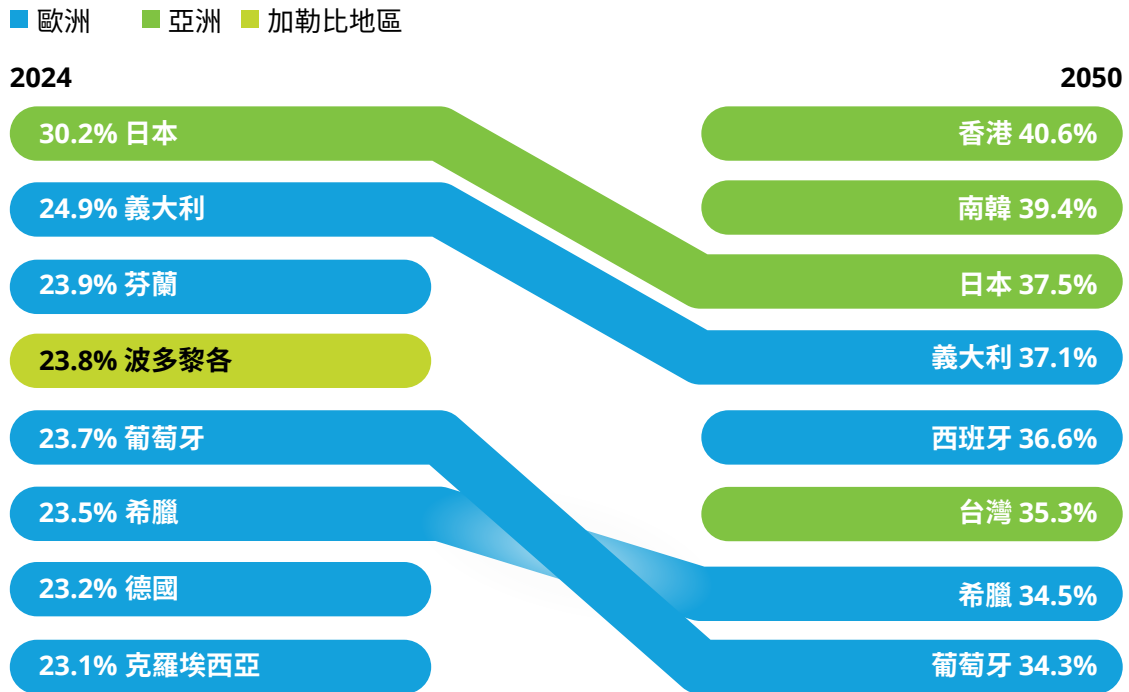 歐洲 亞洲 加勒比地區
2024 2050
30.2% 日本 香港 40.6%
24.9% 義大利 南韓 39.4%
23.9% 芬蘭 日本 37.5%
23.8% 波多黎各 義大利 37.1%
23.7% 葡萄牙 西班牙 36.6%
23.5% 希臘 台灣 35.3%
23.2% 德國 希臘 34.5%
23.1% 克羅埃西亞 葡萄牙 34.3%